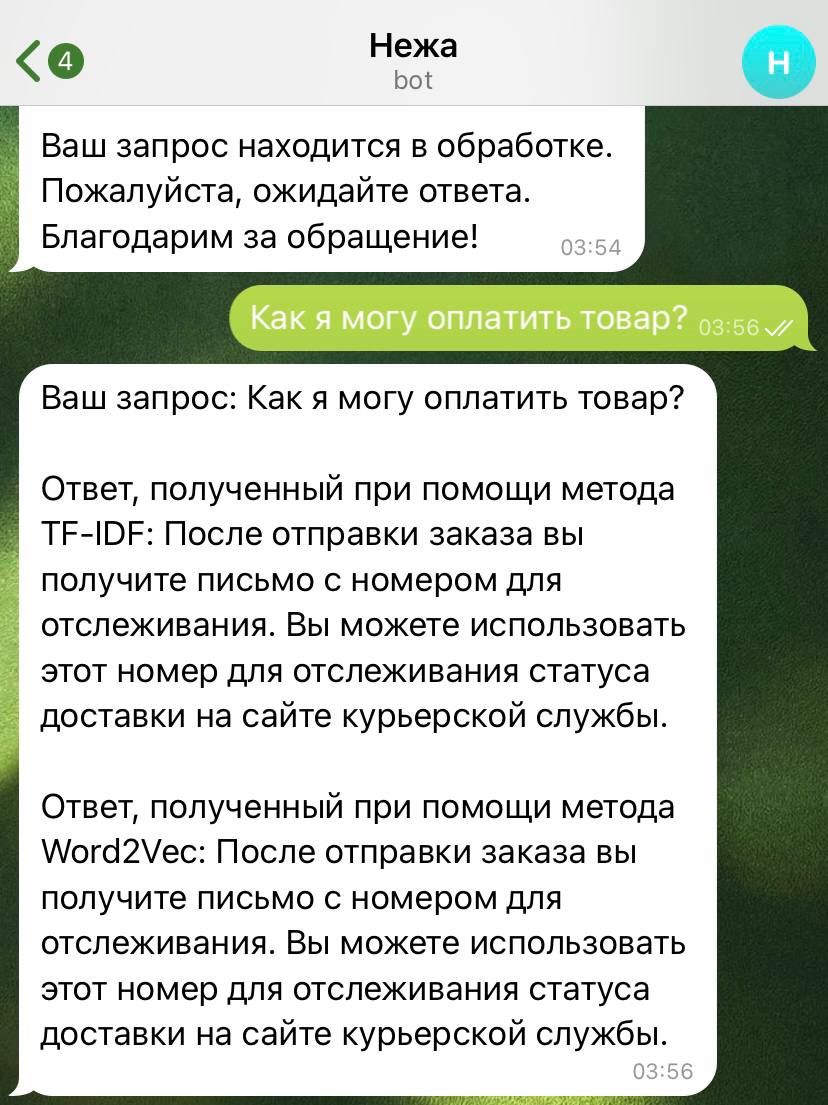 4
Нежа
bot
Н
Ваш запрос находится в обработке.
Пожалуйста, ожидайте ответа.
Благодарим за обращение!
03:54
Как я могу оплатить товар?
03:56
Ваш запрос: Как я могу оплатить товар?
Ответ, полученный при помощи метода
TF-IDF: После отправки заказа вы
получите письмо с номером для
отслеживания. Вы можете использовать
этот номер для отслеживания статуса
доставки на сайте курьерской службы.
Ответ, полученный при помощи метода
Word2Vec: После отправки заказа вы
получите письмо с номером для
отслеживания. Вы можете использовать
этот номер для отслеживания статуса
доставки на сайте курьерской службы.
03:56